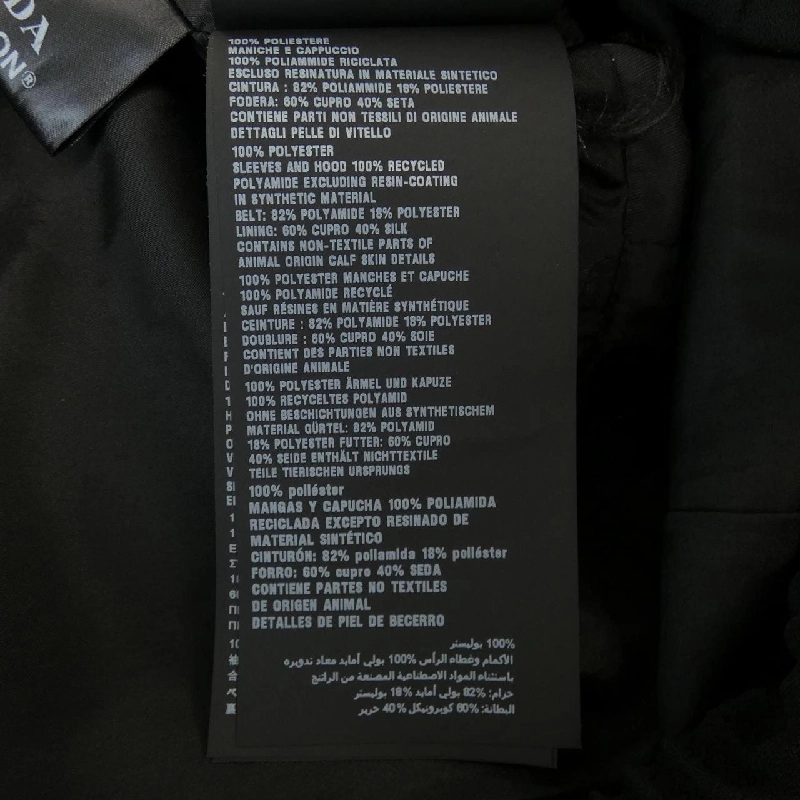 DA
ON®
100% POLIESTERE
MANICHE E CAPPUCCIO
100% POLIAMMIDE RICICLATA
ESCLUSO RESINATURA IN MATERIALE SINTETICO
CINTURA : 82% POLIAMMIDE 18% POLIESTERE
FODERA: 60% CUPRO 40% SETA
CONTIENE PARTI NON TESSILI DI ORIGINE ANIMALE
DETTAGLI PELLE DI VITELLO
100% POLYESTER
SLEEVES AND HOOD 100% RECYCLED
POLYAMIDE EXCLUDING RESIN-COATING
IN SYNTHETIC MATERIAL
BELT: 82% POLYAMIDE 18% POLYESTER
LINING: 60% CUPRO 40% SILK
CONTAINS NON-TEXTILE PARTS OF
ANIMAL ORIGIN CALF SKIN DETAILS
100% POLYESTER MANCHES ET CAPUCHE
100% POLYAMIDE RECYCLÉ
SAUF RÉSINES EN MATIÈRE SYNTHÉTIQUE
CEINTURE : 82% POLYAMIDE 18% POLYESTER
DOUBLURE : 60% CUPRO 40% SOIE
CONTIENT DES PARTIES NON TEXTILES
D'ORIGINE ANIMALE
100% POLYESTER ÄRMEL UND KAPUZE
100% RECYCELTES POLYAMID
OHNE BESCHICHTUNGEN AUS SYNTHETISCHEM
MATERIAL GÜRTEL: 82% POLYAMID
18% POLYESTER FUTTER: 60% CUPRO
40% SEIDE ENTHÄLT NICHTTEXTILE
TEILE TIERISCHEN URSPRUNGS
100% poliéster
MANGAS Y CAPUCHA 100% POLIAMIDA
RECICLADA EXCEPTO RESINADO DE
MATERIAL SINTÉTICO
CINTURÓN: 82% poliamida 18% poliéster
FORRO: 60% cupro 40% SEDA
CONTIENE PARTES NO TEXTILES
DE ORIGEN ANIMAL
DETALLES DE PIEL DE BECERRO
100% بوليستر
الأكمام وغطاء الرأس 100% بولي أمايد معاد تدويره
باستثناء المواد الاصطناعية المصنعة من الراتنج
حزام: 82% بولي أمايد 18% بوليستر
البطانة: 60% كوبرونيكل 40% حرير